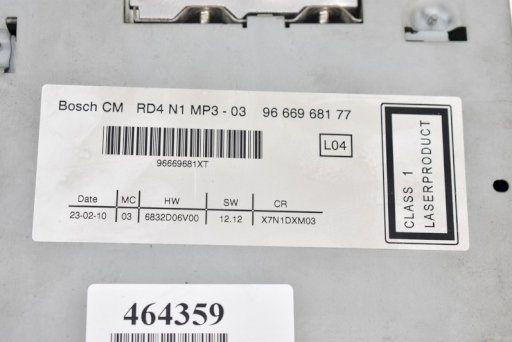 Bosch CM RD4 N1 MP3 - 03 96 669 681 77
96669681XT
L04
CLASS 1
LASERPRODUCT
Date MC HW SW CR
23-02-10 03 6832D06V00 12.12 X7N1DXM03
464359